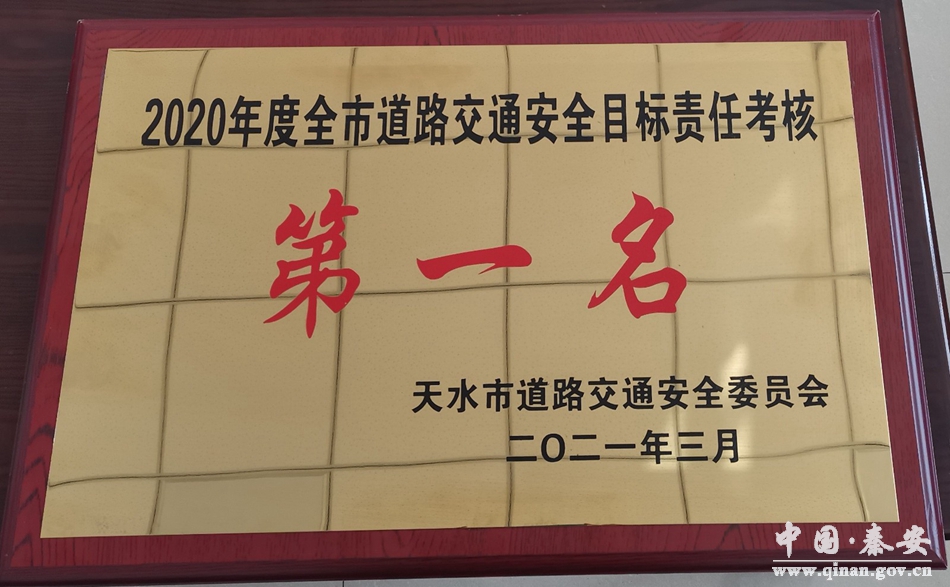 2020年度全市道路交通安全目标责任考核
第一名
天水市道路交通安全委员会
二〇二一年三月
中国·秦安
www.qinan.gov.cn